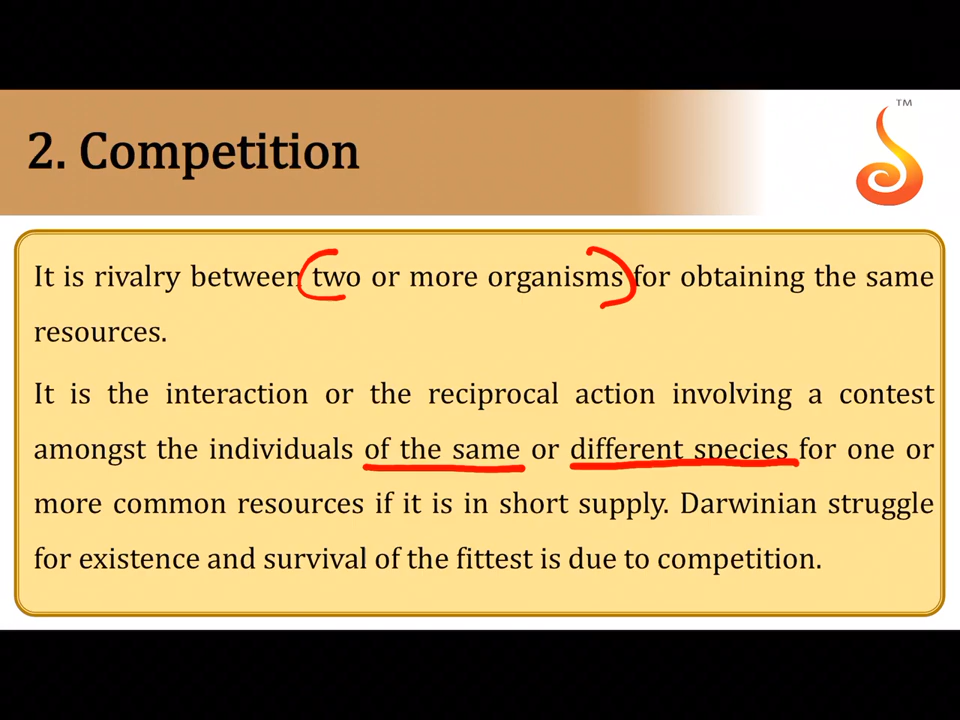 TM
2. Competition
It is rivalry between two or more organisms for obtaining the same
resources.
It is the interaction or the reciprocal action involving a contest
amongst the individuals of the same or different species for one or
more common resources if it is in short supply. Darwinian struggle
for existence and survival of the fittest is due to competition.